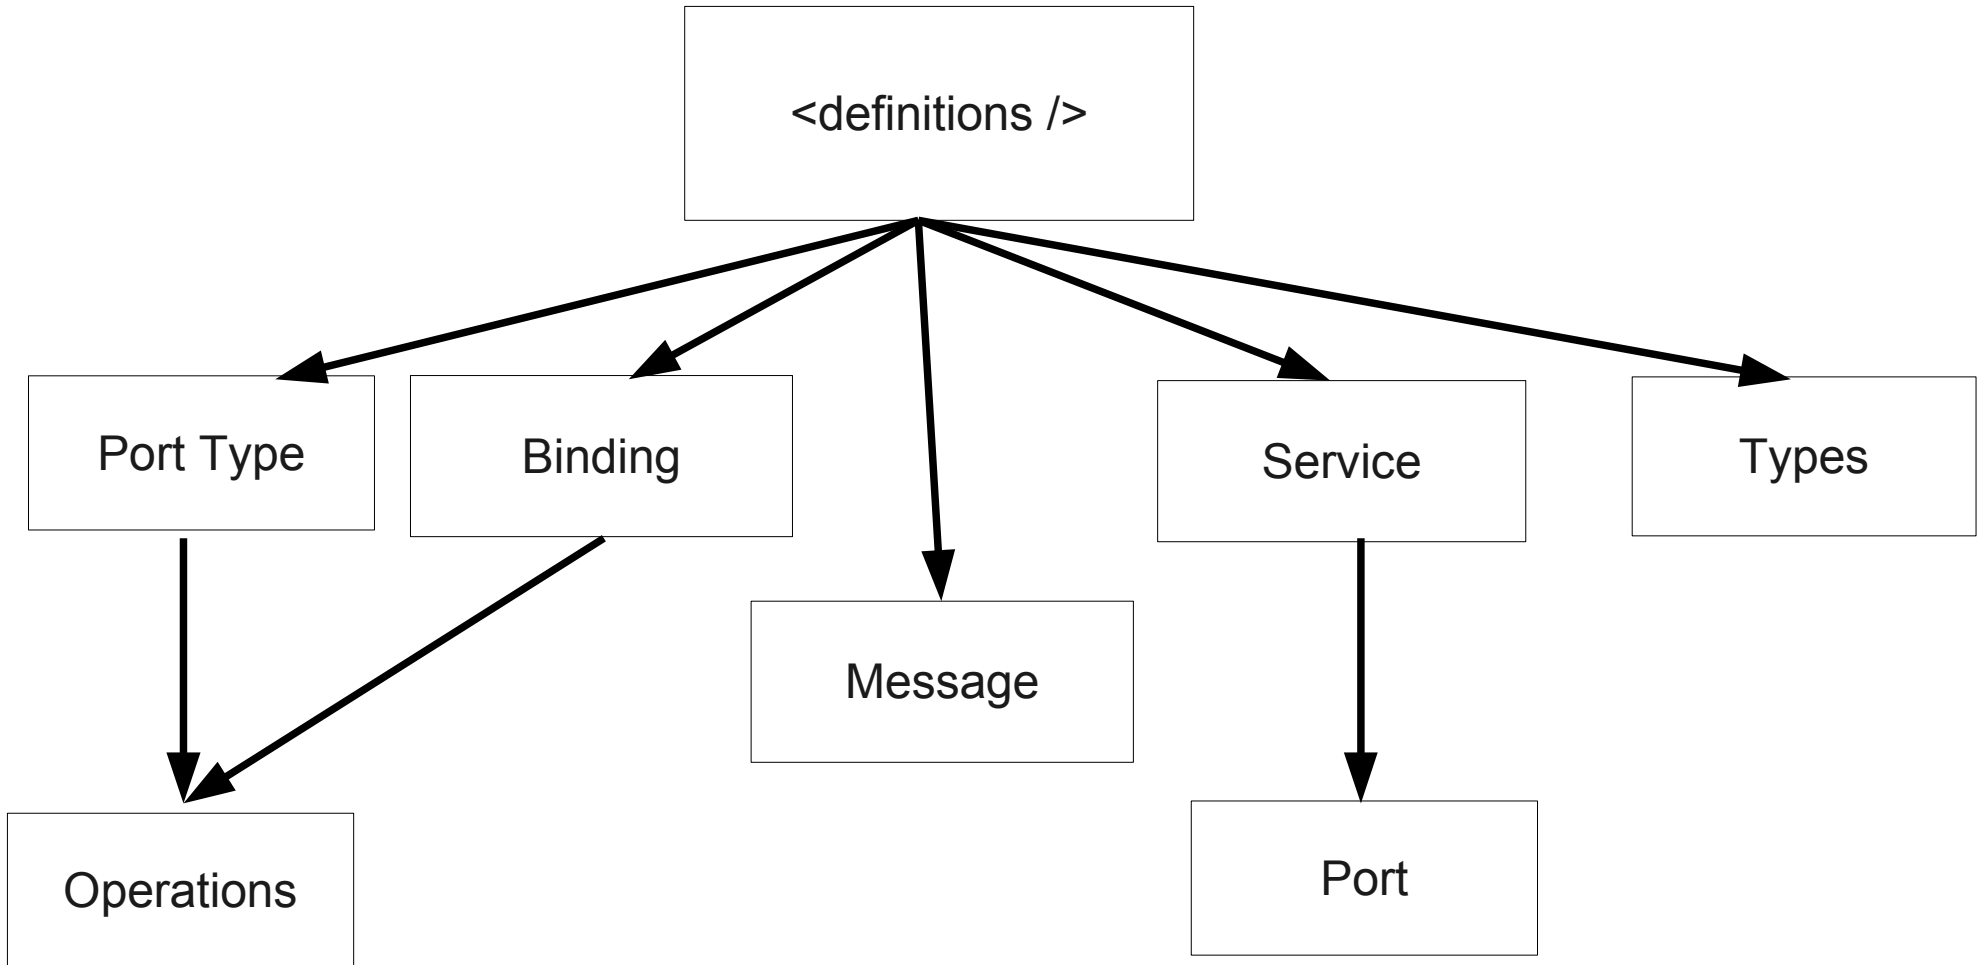 <definitions />
Port Type
Binding
Service
Types
Message
Operations
Port